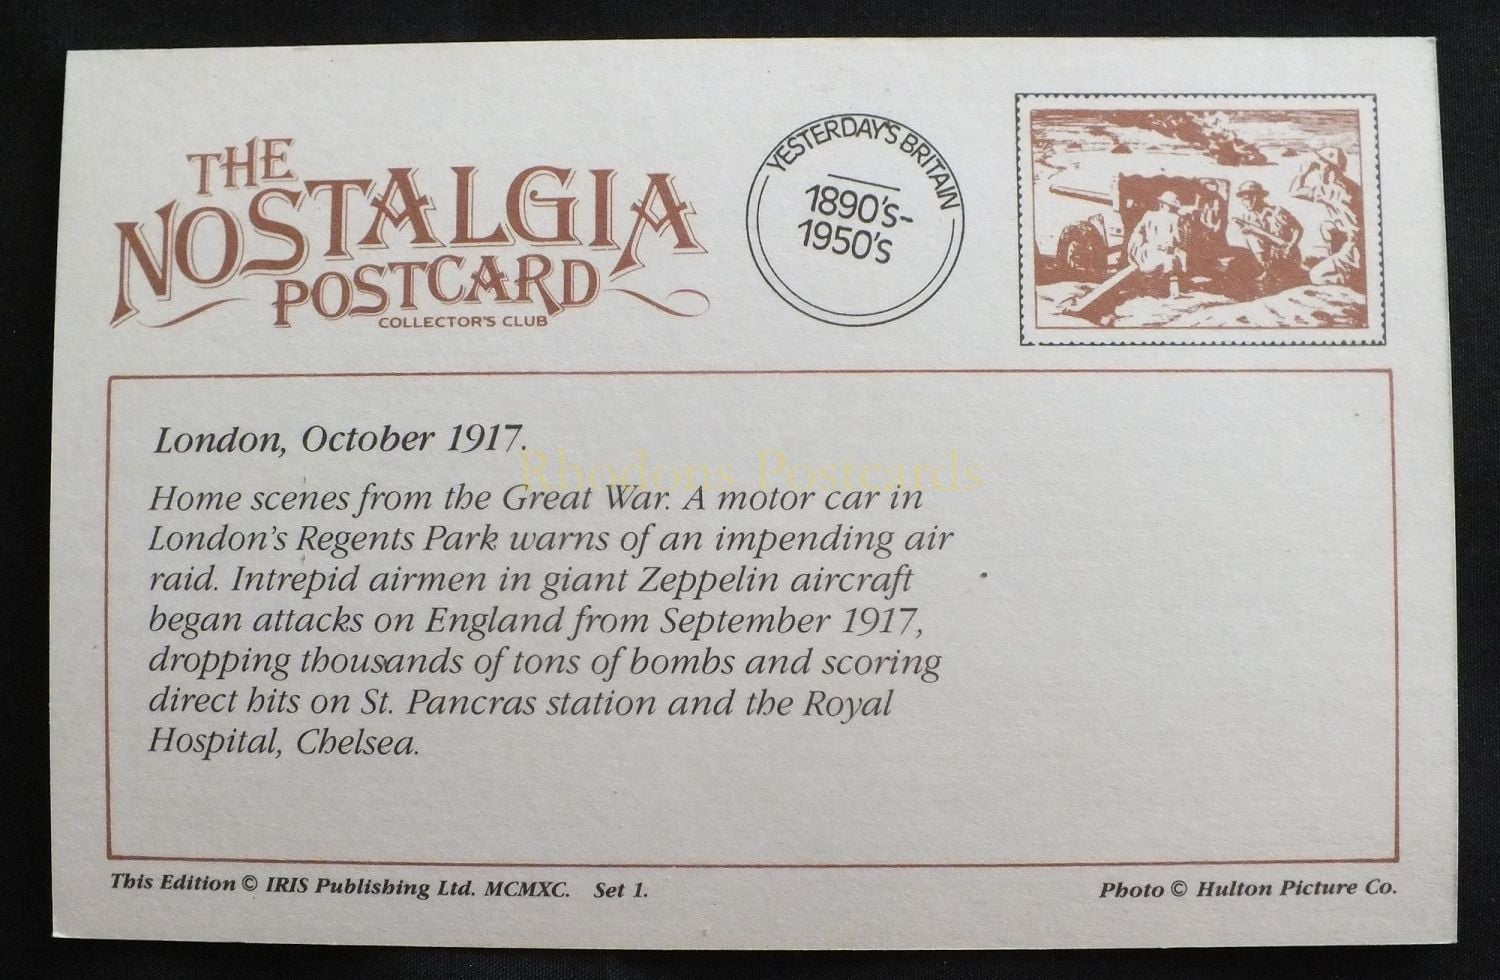 THE
NOSTALGIA
POSTCARD
COLLECTOR'S CLUB
YESTERDAY'S BRITAIN
1890's-
1950's
London, October 1917.
Rhodons Postcards
Home scenes from the Great War. A motor car in
London's Regents Park warns of an impending air
raid. Intrepid airmen in giant Zeppelin aircraft
began attacks on England from September 1917,
dropping thousands of tons of bombs and scoring
direct hits on St. Pancras station and the Royal
Hospital, Chelsea.
This Edition © IRIS Publishing Ltd. MCMXC. Set 1.
Photo © Hulton Picture Co.